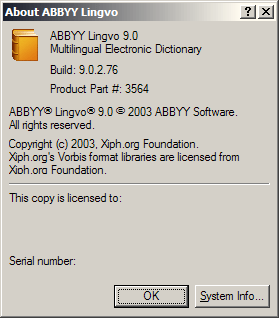 About ABBYY Lingvo
ABBYY Lingvo 9.0
Multilingual Electronic Dictionary
Build: 9.0.2.76
Product Part #: 3564
ABBYY® Lingvo® 9.0 © 2003 ABBYY Software.
All rights reserved.
Copyright (c) 2003, Xiph.org Foundation.
Xiph.org's Vorbis format libraries are licensed from
Xiph.org Foundation.
This copy is licensed to:
Serial number:
OK
System Info...